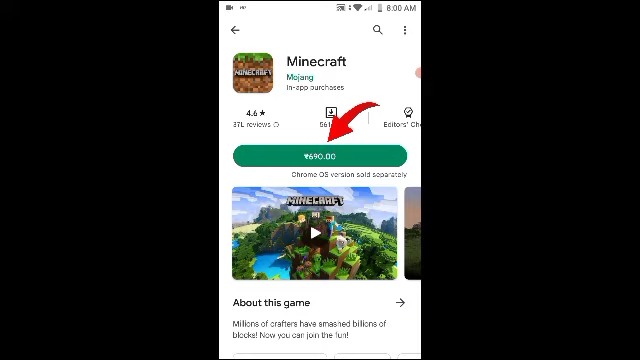 8:00 AM
Minecraft
MINECRAFT
Mojang
In-app purchases
4.6★
37L reviews
Editors' Cho
₹690.00
Chrome OS version sold separately
MINECRAFT
About this game
Millions of crafters have smashed billions of
blocks! Now you can join the fun!